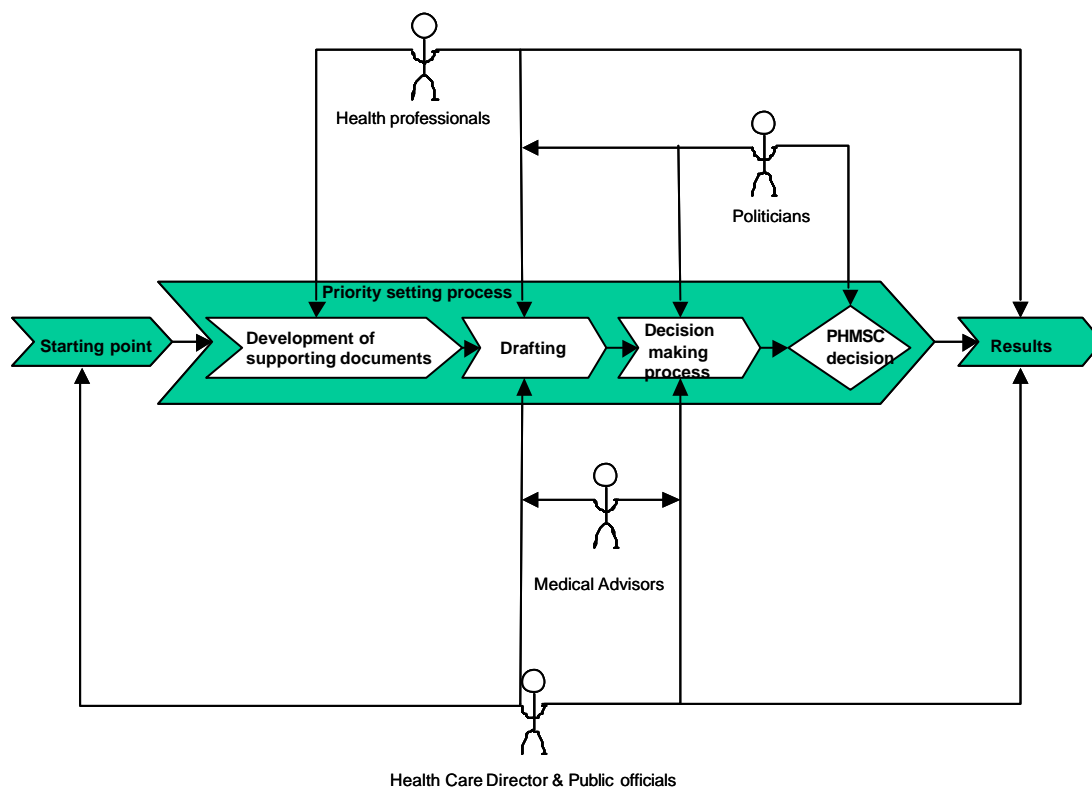 Health professionals
Politicians
Priority setting process
Starting point
Development of
supporting documents
Drafting
Decision
making
process
PHMSC
decision
Results
Medical Advisors
Health Care Director & Public officials